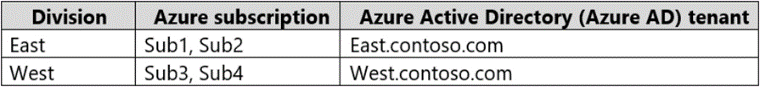 Division Azure subscription Azure Active Directory (Azure AD) tenant
East Sub1, Sub2 East.contoso.com
West Sub3, Sub4 West.contoso.com